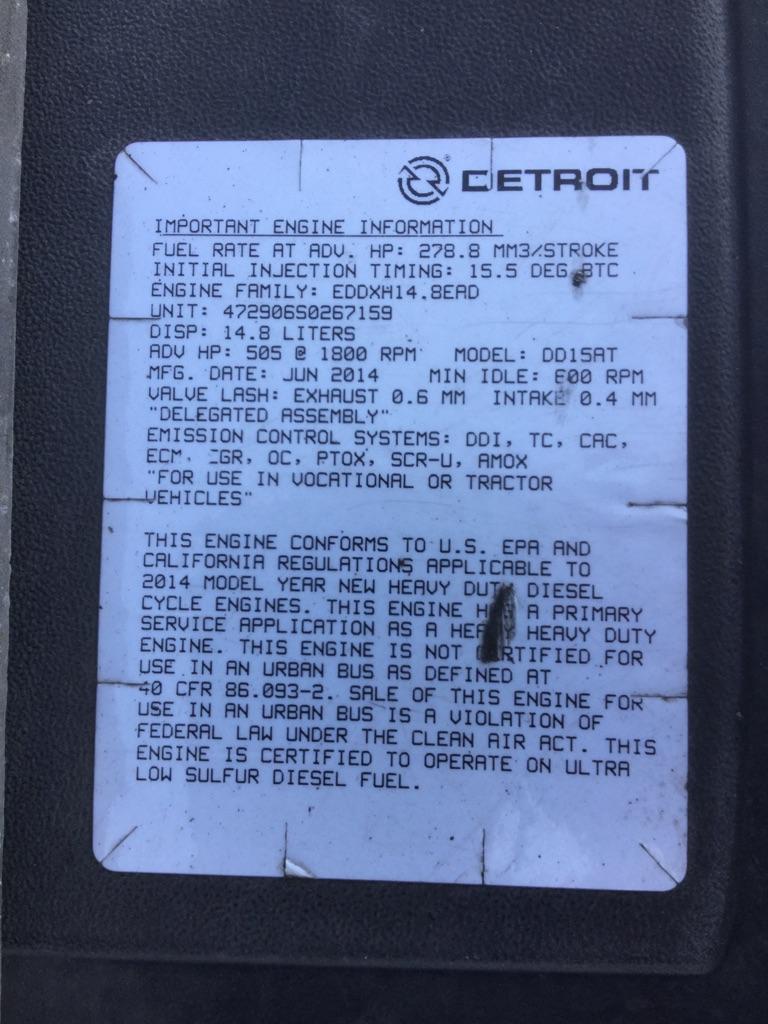 DETROIT
IMPORTANT ENGINE INFORMATION
FUEL RATE AT ADV. HP: 278.8 MM3/STROKE
INITIAL INJECTION TIMING: 15.5 DEG BTC
ENGINE FAMILY: EDDXH14.8EAD
UNIT: 472906S0267159
DISP: 14.8 LITERS
ADV HP: 505 @ 1800 RPM MODEL: DD15AT
MFG. DATE: JUN 2014 MIN IDLE: 600 RPM
VALVE LASH: EXHAUST 0.6 MM INTAKE 0.4 MM
"DELEGATED ASSEMBLY"
EMISSION CONTROL SYSTEMS: DDI, TC, CAC,
ECM, EGR, OC, PTOX, SCR-U, AMOX
"FOR USE IN VOCATIONAL OR TRACTOR
VEHICLES"
THIS ENGINE CONFORMS TO U.S. EPA AND
CALIFORNIA REGULATIONS APPLICABLE TO
2014 MODEL YEAR NEW HEAVY DUTY DIESEL
CYCLE ENGINES. THIS ENGINE HAS A PRIMARY
SERVICE APPLICATION AS A HEAVY HEAVY DUTY
ENGINE. THIS ENGINE IS NOT CERTIFIED FOR
USE IN AN URBAN BUS AS DEFINED AT
40 CFR 86.093-2. SALE OF THIS ENGINE FOR
USE IN AN URBAN BUS IS A VIOLATION OF
FEDERAL LAW UNDER THE CLEAN AIR ACT. THIS
ENGINE IS CERTIFIED TO OPERATE ON ULTRA
LOW SULFUR DIESEL FUEL.